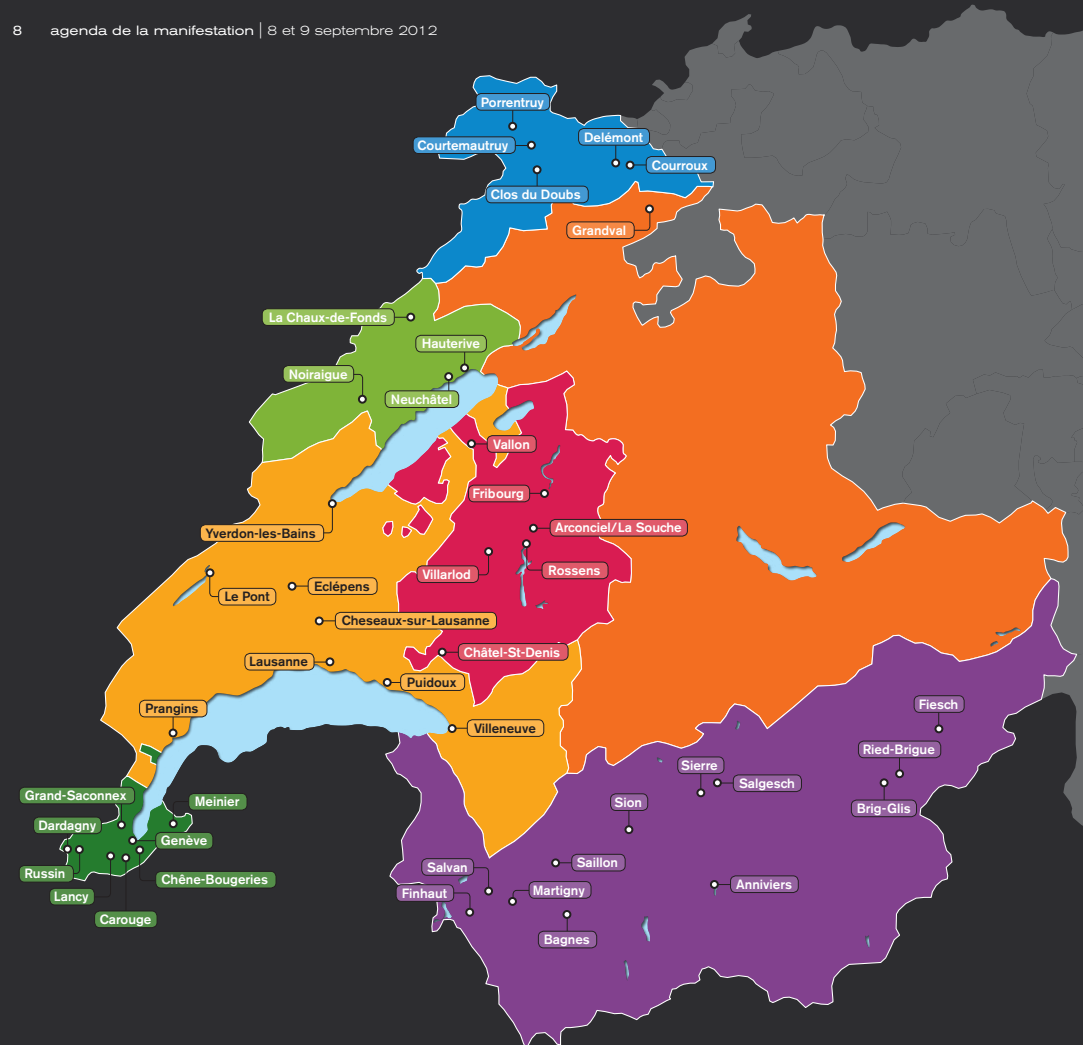 8 agenda de la manifestation | 8 et 9 septembre 2012
Porrentruy
Delémont
Courtemautruy
Courroux
Clos du Doubs
Grandval
La Chaux-de-Fonds
Hauterive
Noiraigue
Neuchâtel
Vallon
Fribourg
Arconciel/La Souche
Yverdon-les-Bains
Villarlod
Rossens
Eclépens
Le Pont
Cheseaux-sur-Lausanne
Châtel-St-Denis
Lausanne
Puidoux
Prangins
Villeneuve
Fiesch
Ried-Brigue
Sierre
Salgesch
Grand-Saconnex
Meinier
Sion
Brig-Glis
Dardagny
Genève
Saillon
Salvan
Russin
Chêne-Bougeries
Anniviers
Martigny
Finhaut
Lancy
Carouge
Bagnes